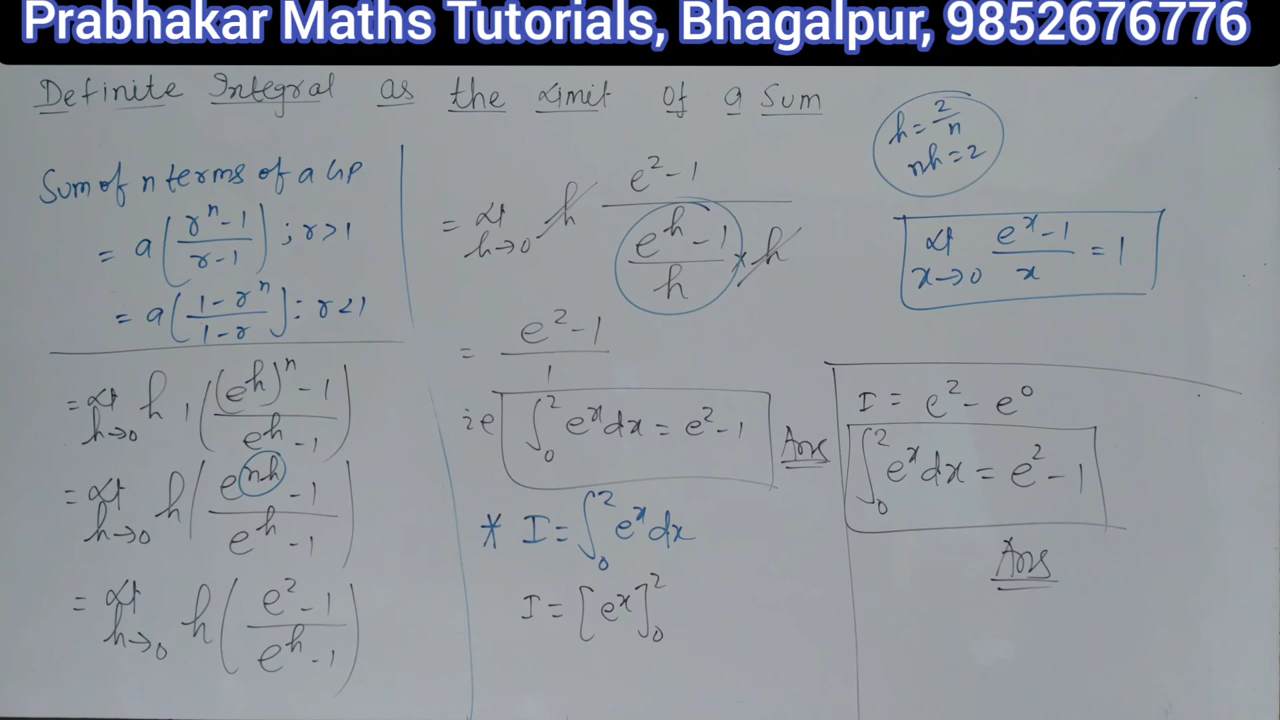 Prabhakar Maths Tutorials, Bhagalpur, 9852676776
Definite Integral as the Limit of a Sum
Sum of n terms of a GP
= a((r^n - 1)/(r - 1)) ; r > 1
= a((1 - r^n)/(1 - r)) : r < 1
= Lt h→0 h . (((e^h)^n - 1)/(e^h - 1))
= Lt h→0 h((e^(nh) - 1)/(e^h - 1))
= Lt h→0 h((e^2 - 1)/(e^h - 1))
= Lt h→0 h (e^2 - 1)/((e^h - 1)/h × h)
= (e^2 - 1)/1
ie ∫_0^2 e^x dx = e^2 - 1
Ans
* I = ∫_0^2 e^x dx
I = [e^x]_0^2
h = 2/n
nh = 2
Lt x→0 (e^x - 1)/x = 1
I = e^2 - e^0
∫_0^2 e^x dx = e^2 - 1
Ans